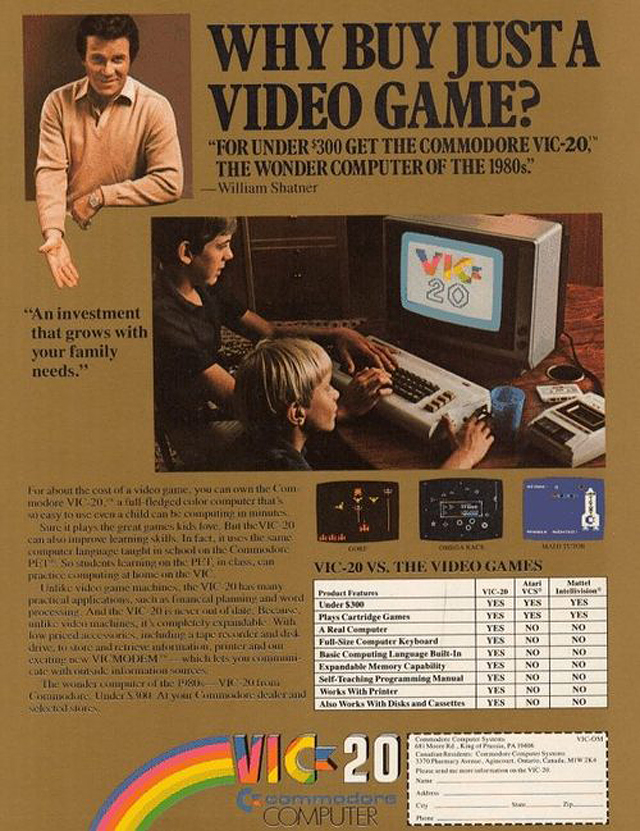 WHY BUY JUST A
VIDEO GAME?
"FOR UNDER $300 GET THE COMMODORE VIC-20,™
THE WONDER COMPUTER OF THE 1980s."
—William Shatner
VIC
20
"An investment
that grows with
your family
needs."
For about the cost of a video game, you can own the Com-
modore VIC-20,™ a full-fledged color computer that's
so easy to use even a child can be computing in minutes.
Sure it plays the great games kids love. But the VIC-20
can also improve learning skills. In fact, it uses the same
computer language taught in school on the Commodore
PET™. So students learning on the PET, in class, can
practice computing at home on the VIC.
Unlike video game machines, the VIC-20 has many
practical applications, such as financial planning and word
processing. And the VIC-20 is never out of date. Because,
unlike video machines, it's completely expandable. With
low priced accessories, including a tape recorder and disk
drive, to store and retrieve information, printer and our
exciting new VICMODEM™—which lets you communi-
cate with outside information sources.
The wonder computer of the 1980s—VIC-20 from
Commodore. Under $300. At your Commodore dealer and
selected stores.
GORF
OMEGA RACE
MATH TUTOR
VIC-20 VS. THE VIDEO GAMES
Product Features VIC-20 Atari VCS® Mattel Intellivision®
Under $300 YES YES YES
Plays Cartridge Games YES YES YES
A Real Computer YES NO NO
Full-Size Computer Keyboard YES NO NO
Basic Computing Language Built-In YES NO NO
Expandable Memory Capability YES NO NO
Self-Teaching Programming Manual YES NO NO
Works With Printer YES NO NO
Also Works With Disks and Cassettes YES NO NO
VIC-20
commodore
COMPUTER
Commodore Computer Systems VIC-OM
681 Moore Rd., King of Prussia, PA 19406
Canadian Residents: Commodore Computer Systems
3370 Pharmacy Avenue, Agincourt, Ontario, Canada, M1W 2K4
Please send me more information on the VIC-20.
Name
Address
City State Zip
Phone